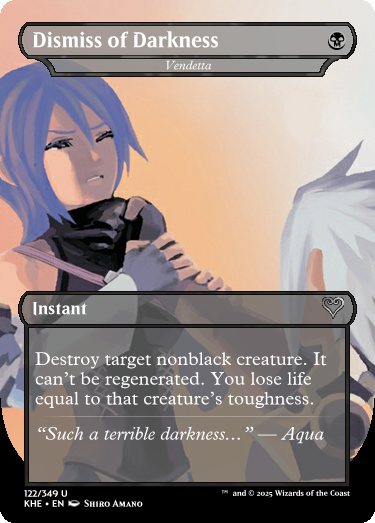 Dismiss of Darkness
Vendetta
Instant
Destroy target nonblack creature. It
can't be regenerated. You lose life
equal to that creature's toughness.
"Such a terrible darkness…" — Aqua
122/349 U
KHE • EN Shiro Amano
™ and © 2025 Wizards of the Coast